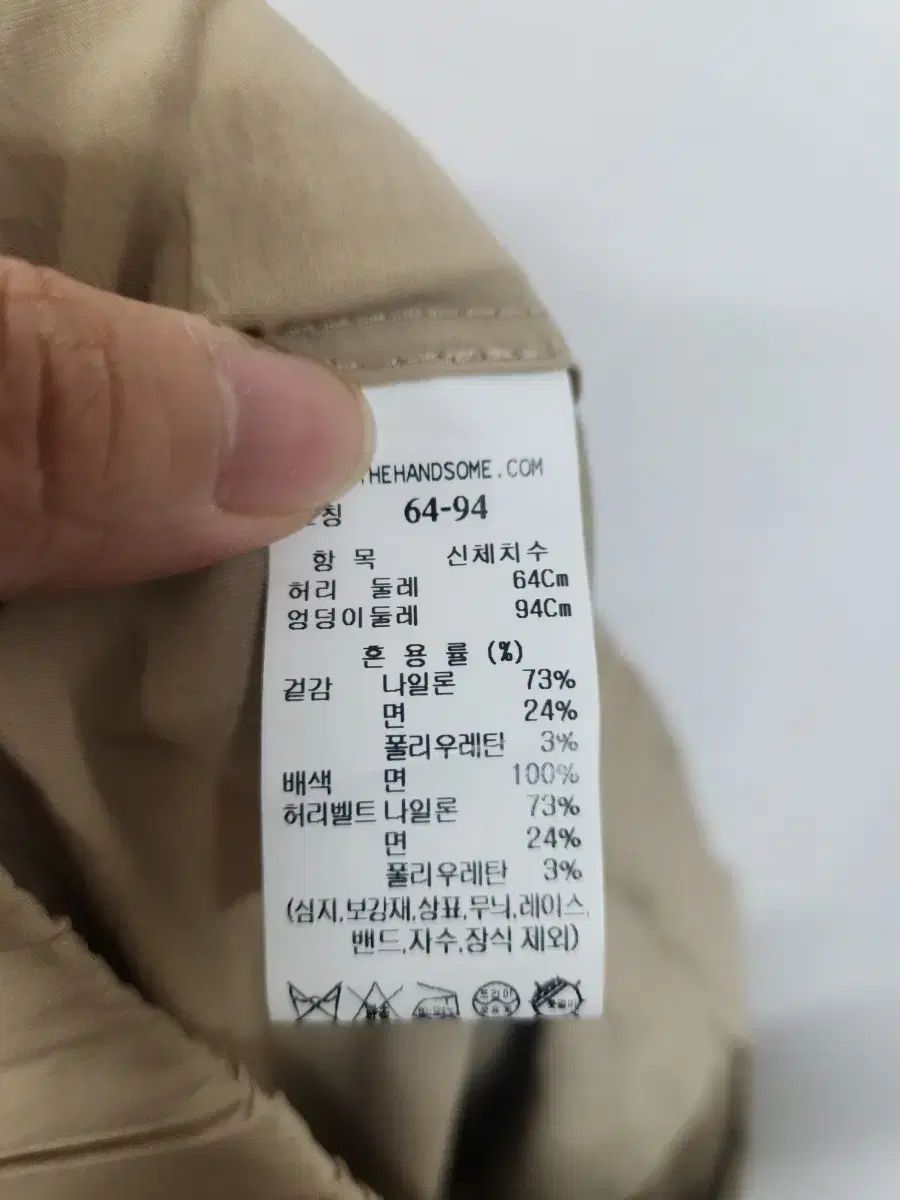 THEHANDSOME.COM
칭 64-94
항 목 신체치수
허리 둘레 64Cm
엉덩이둘레 94Cm
혼 용 률 (%)
겉감 나일론 73%
면 24%
폴리우레탄 3%
배색 면 100%
허리벨트 나일론 73%
면 24%
폴리우레탄 3%
(심지,보강재,상표,무늬,레이스,
밴드,자수,장식 제외)
드라이